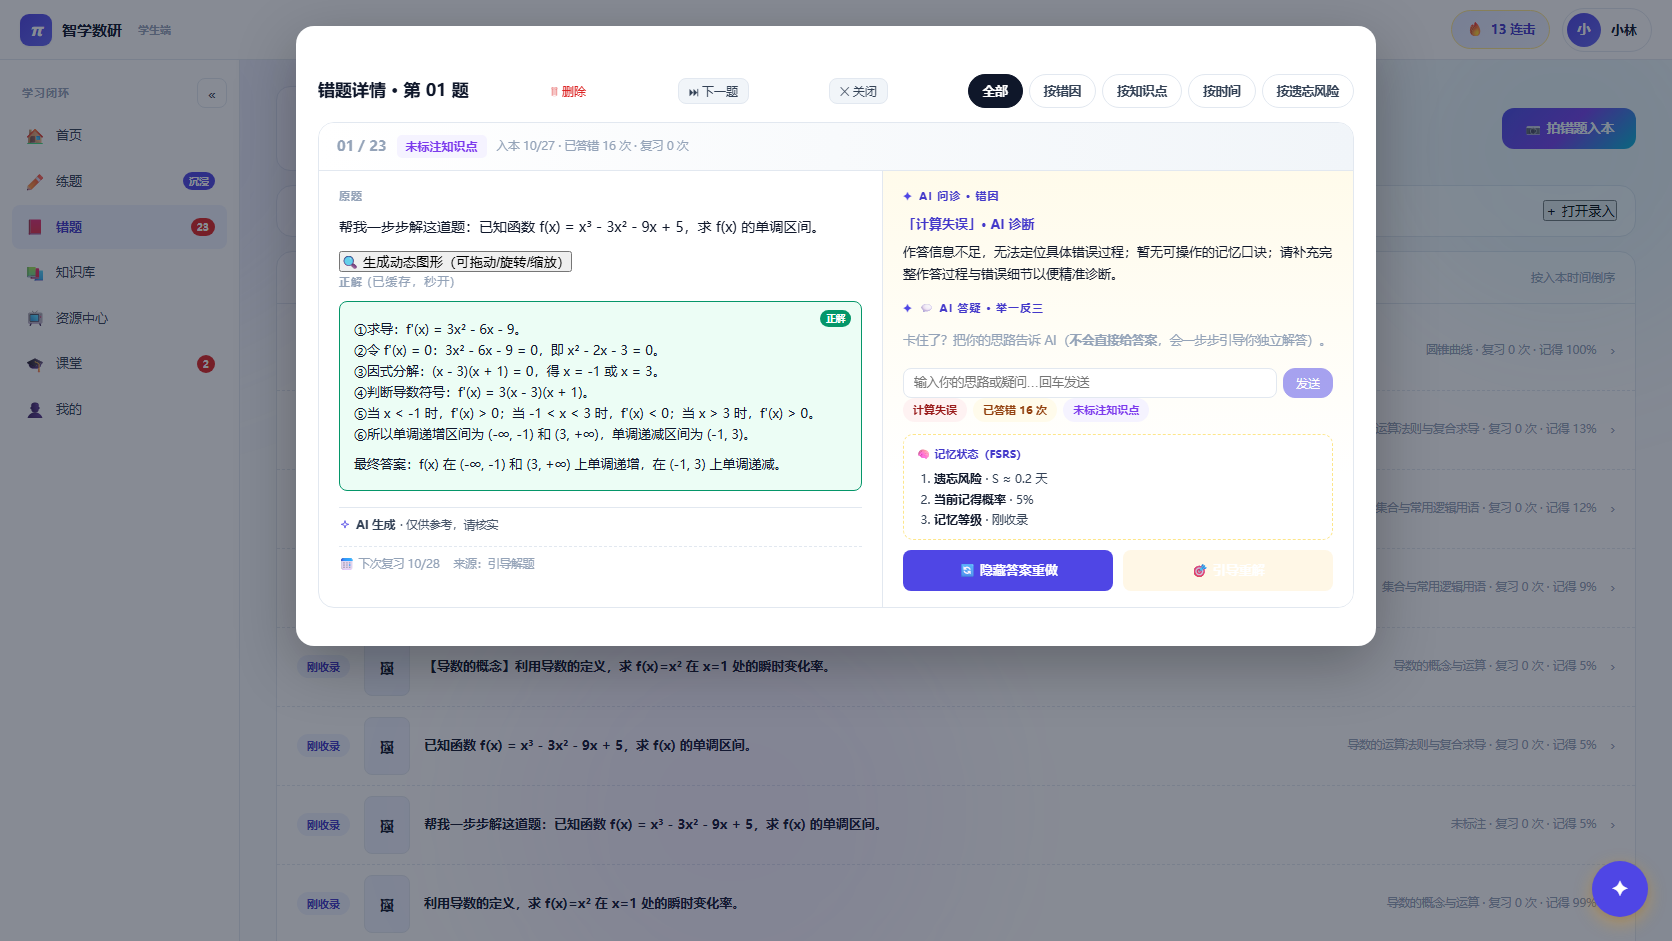 π 智学数研 学生端
13 连击
小 小林
学习闭环
«
首页
练题 沉浸
错题 23
知识库
资源中心
课堂 2
我的
拍错题入本
+ 打开录入
按入本时间倒序
错题详情 • 第 01 题
删除
下一题
关闭
全部 按错因 按知识点 按时间 按遗忘风险
01 / 23 未标注知识点 入本 10/27 · 已答错 16 次 · 复习 0 次
原题
帮我一步步解这道题：已知函数 f(x) = x³ - 3x² - 9x + 5，求 f(x) 的单调区间。
生成动态图形（可拖动/旋转/缩放）
正解 (已缓存，秒开)
正解
①求导：f'(x) = 3x² - 6x - 9。
②令 f'(x) = 0：3x² - 6x - 9 = 0，即 x² - 2x - 3 = 0。
③因式分解：(x - 3)(x + 1) = 0，得 x = -1 或 x = 3。
④判断导数符号：f'(x) = 3(x - 3)(x + 1)。
⑤当 x < -1 时，f'(x) > 0；当 -1 < x < 3 时，f'(x) < 0；当 x > 3 时，f'(x) > 0。
⑥所以单调递增区间为 (-∞, -1) 和 (3, +∞)，单调递减区间为 (-1, 3)。
最终答案：f(x) 在 (-∞, -1) 和 (3, +∞) 上单调递增，在 (-1, 3) 上单调递减。
AI 生成 · 仅供参考，请核实
下次复习 10/28 来源：引导解题
AI 问诊 • 错因
「计算失误」• AI 诊断
作答信息不足，无法定位具体错误过程；暂无可操作的记忆口诀；请补充完
整作答过程与错误细节以便精准诊断。
AI 答疑 • 举一反三
卡住了？把你的思路告诉 AI（不会直接给答案，会一步步引导你独立解答）。
输入你的思路或疑问…回车发送
发送
计算失误 已答错 16 次 未标注知识点
记忆状态（FSRS）
1. 遗忘风险 · S ≈ 0.2 天
2. 当前记得概率 · 5%
3. 记忆等级 · 刚收录
隐藏答案重做
引导重解
圆锥曲线 · 复习 0 次 · 记得 100% ›
运算法则与复合求导 · 复习 0 次 · 记得 13% ›
集合与常用逻辑用语 · 复习 0 次 · 记得 12% ›
集合与常用逻辑用语 · 复习 0 次 · 记得 9% ›
刚收录 【导数的概念】利用导数的定义，求 f(x)=x² 在 x=1 处的瞬时变化率。 导数的概念与运算 · 复习 0 次 · 记得 5% ›
刚收录 已知函数 f(x) = x³ - 3x² - 9x + 5，求 f(x) 的单调区间。 导数的运算法则与复合求导 · 复习 0 次 · 记得 5% ›
刚收录 帮我一步步解这道题：已知函数 f(x) = x³ - 3x² - 9x + 5，求 f(x) 的单调区间。 未标注 · 复习 0 次 · 记得 5% ›
刚收录 利用导数的定义，求 f(x)=x² 在 x=1 处的瞬时变化率。 导数的概念与运算 · 复习 0 次 · 记得 99%